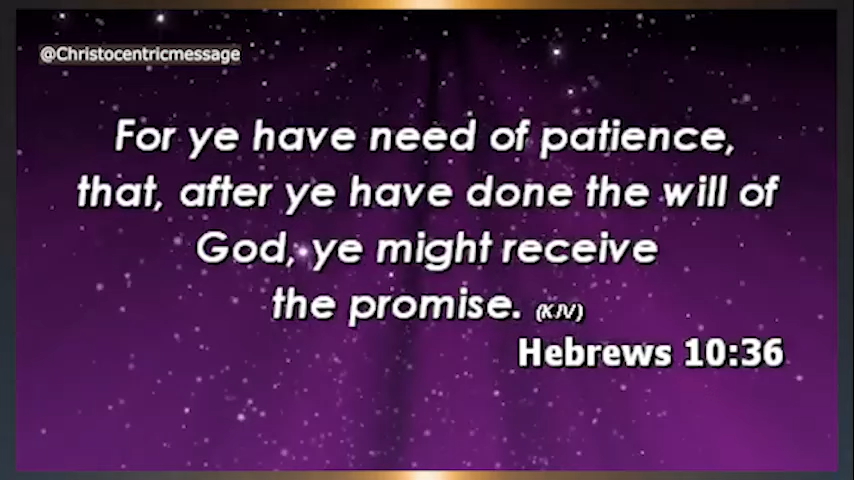 @Christocentricmessage
For ye have need of patience,
that, after ye have done the will of
God, ye might receive
the promise. (KJV)
Hebrews 10:36